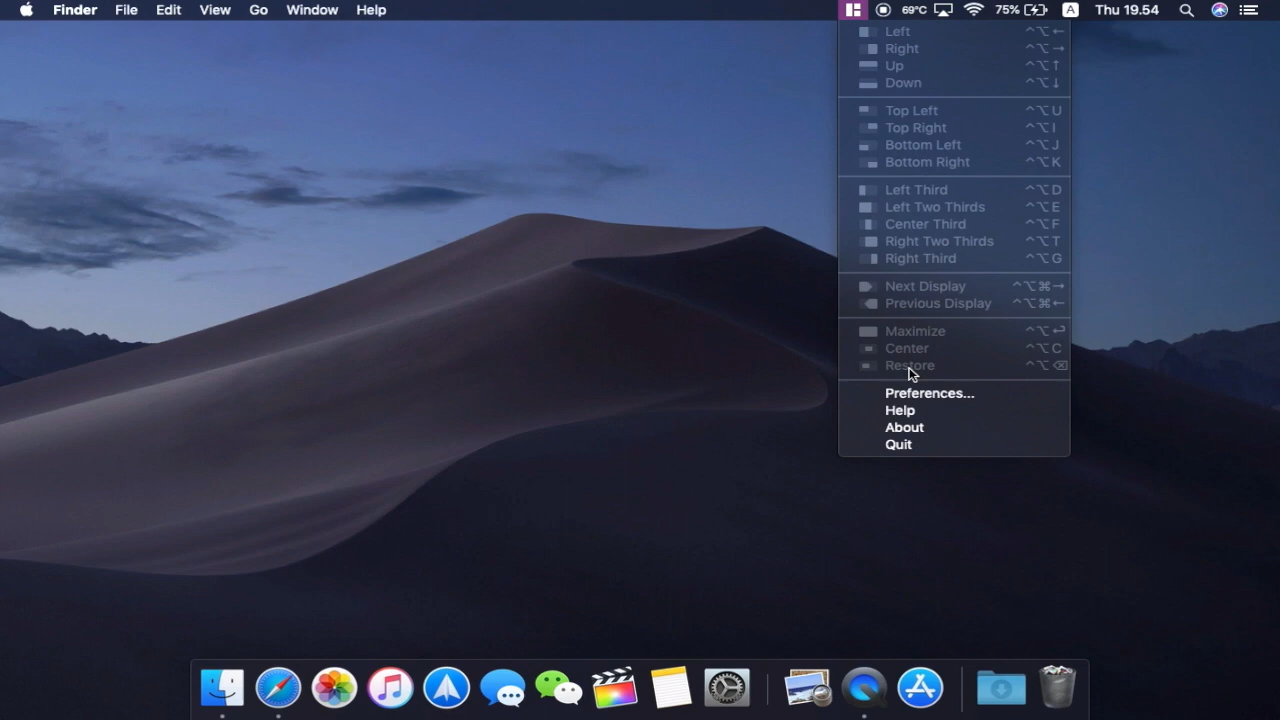 Finder File Edit View Go Window Help 69°C 75% A Thu 19.54
Left ^⌥←
Right ^⌥→
Up ^⌥↑
Down ^⌥↓
Top Left ^⌥U
Top Right ^⌥I
Bottom Left ^⌥J
Bottom Right ^⌥K
Left Third ^⌥D
Left Two Thirds ^⌥E
Center Third ^⌥F
Right Two Thirds ^⌥T
Right Third ^⌥G
Next Display ^⌥⌘→
Previous Display ^⌥⌘←
Maximize ^⌥↩
Center ^⌥C
Restore ^⌥⌫
Preferences...
Help
About
Quit